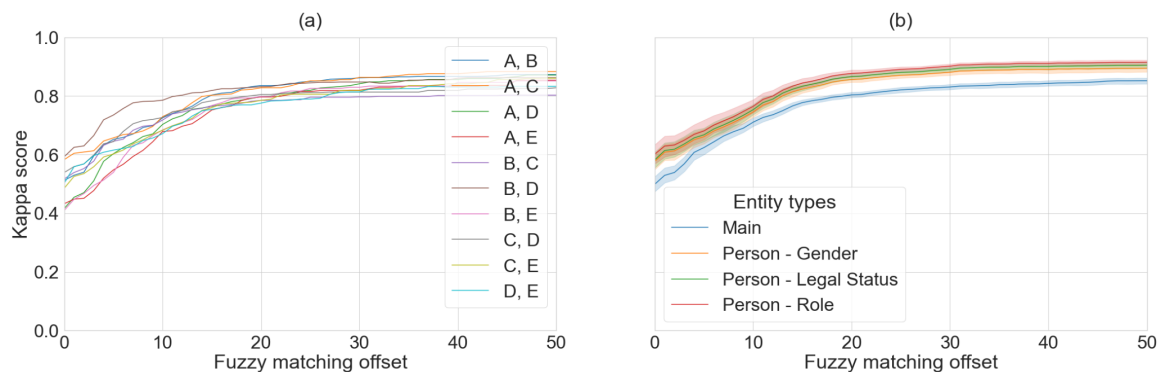 (a)
Kappa score
1.0
0.8
0.6
0.4
0.2
0.0
A, B
A, C
A, D
A, E
B, C
B, D
B, E
C, D
C, E
D, E
0 10 20 30 40 50
Fuzzy matching offset
(b)
Entity types
Main
Person - Gender
Person - Legal Status
Person - Role
0 10 20 30 40 50
Fuzzy matching offset